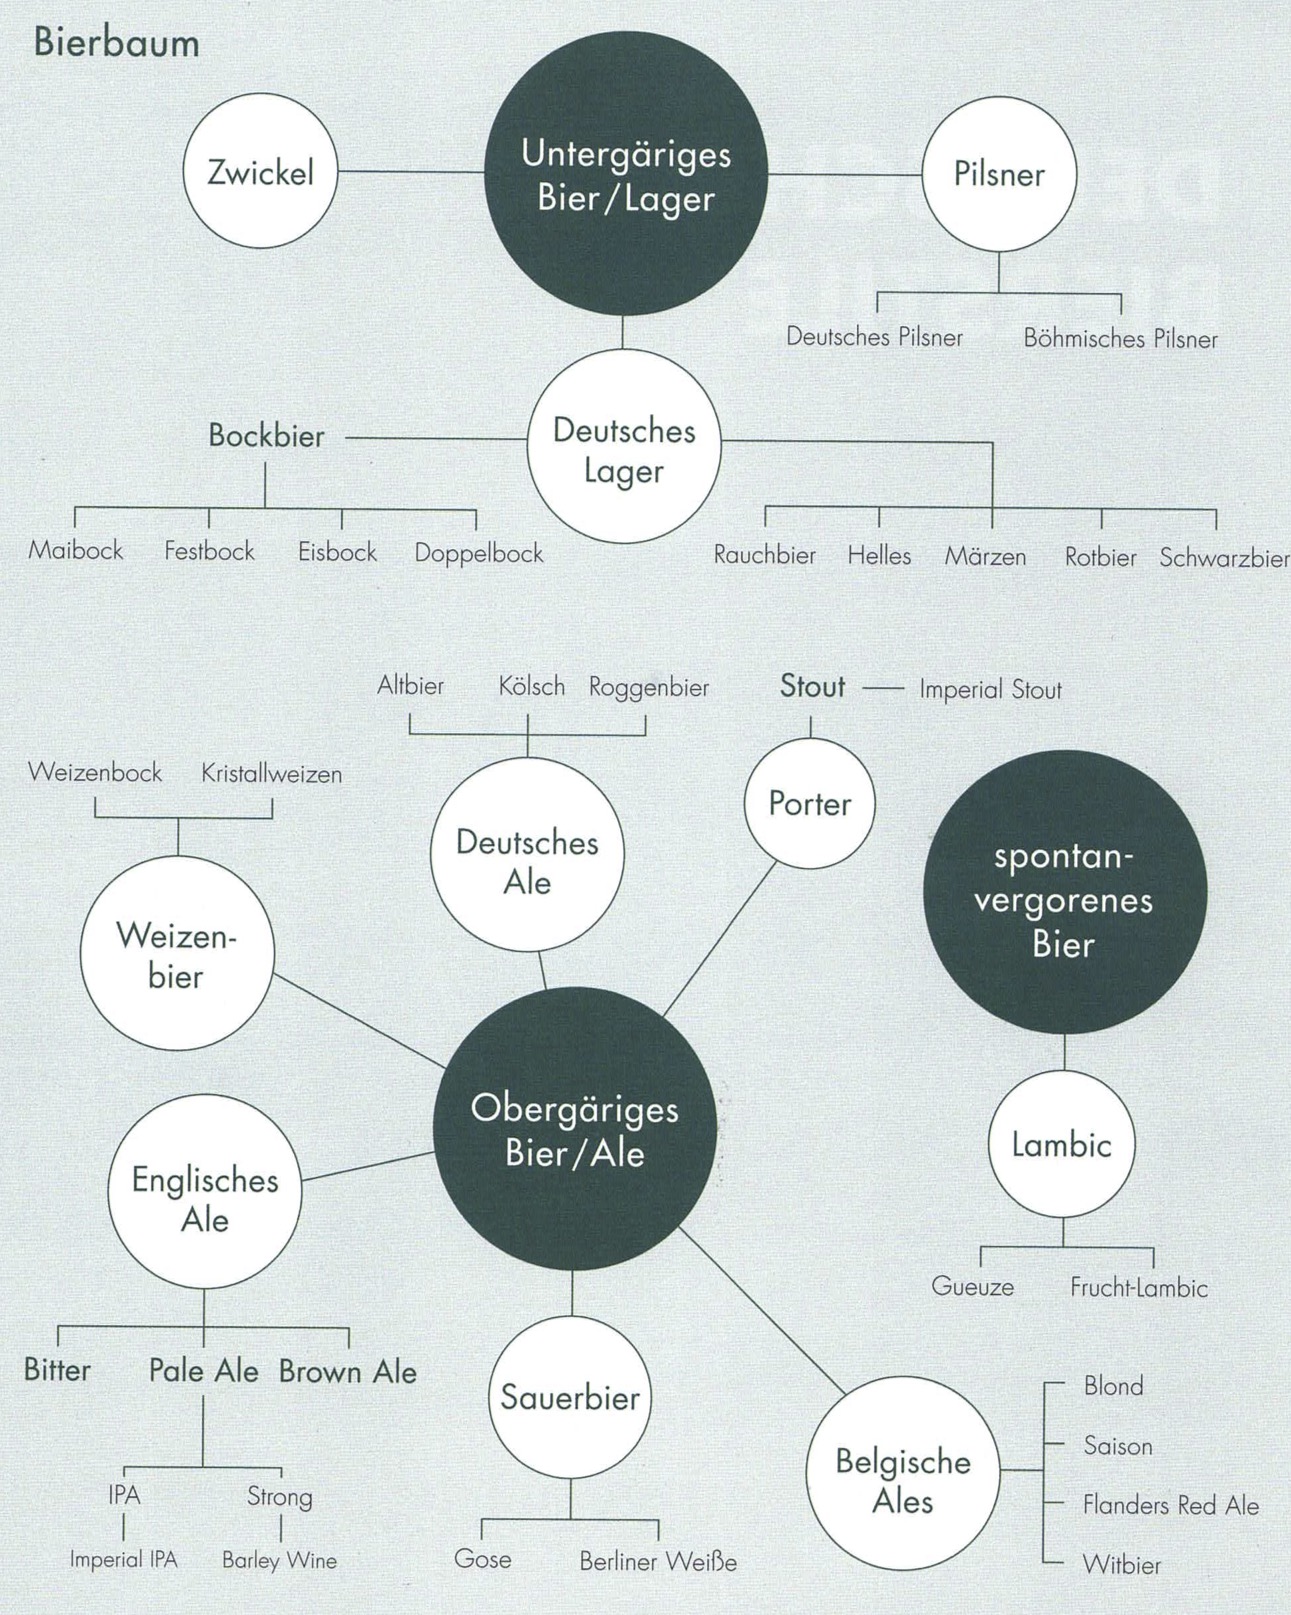 Bierbaum
Zwickel
Untergäriges
Bier/Lager
Pilsner
Deutsches Pilsner
Böhmisches Pilsner
Bockbier
Deutsches
Lager
Maibock
Festbock
Eisbock
Doppelbock
Rauchbier
Helles
Märzen
Rotbier
Schwarzbier
Altbier
Kölsch
Roggenbier
Stout
Imperial Stout
Weizenbock
Kristallweizen
Deutsches
Ale
Porter
spontan-
vergorenes
Bier
Weizen-
bier
Obergäriges
Bier/Ale
Englisches
Ale
Lambic
Gueuze
Frucht-Lambic
Bitter
Pale Ale
Brown Ale
Sauerbier
Belgische
Ales
Blond
Saison
Flanders Red Ale
Witbier
IPA
Strong
Imperial IPA
Barley Wine
Gose
Berliner Weiße